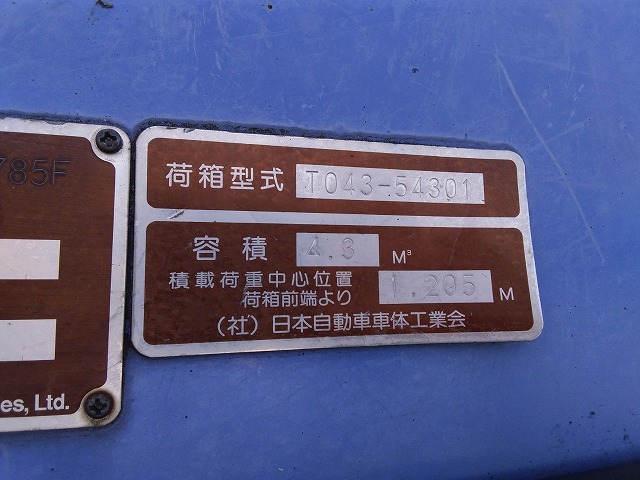 785F
es, Ltd.
荷箱型式 T043-54301
容積 4.3 M³
積載荷重中心位置
荷箱前端より 1.205 M
(社)日本自動車車体工業会